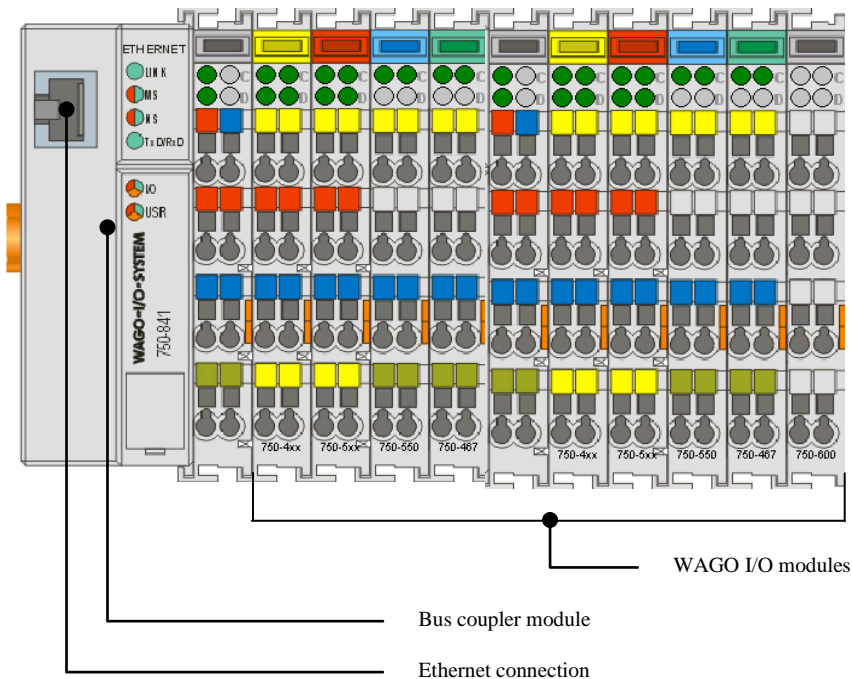 ETHERNET
LINK
MS
NS
TxD/RxD
I/O
USR
WAGO-I/O-SYSTEM
750-841
C
D
C
D
750-4xx
750-5xx
750-550
750-467
750-4xx
750-5xx
750-550
750-467
750-600
WAGO I/O modules
Bus coupler module
Ethernet connection